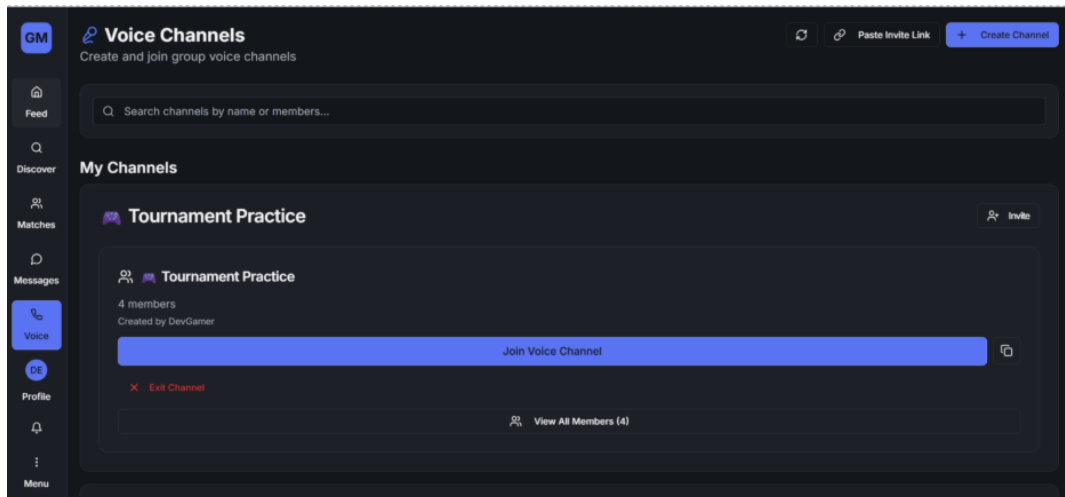 GM
Feed
Discover
Matches
Messages
Voice
DE
Profile
Menu
Voice Channels
Create and join group voice channels
Paste Invite Link
+ Create Channel
Search channels by name or members...
My Channels
🎮 Tournament Practice
Invite
🎮 Tournament Practice
4 members
Created by DevGamer
Join Voice Channel
Exit Channel
View All Members (4)